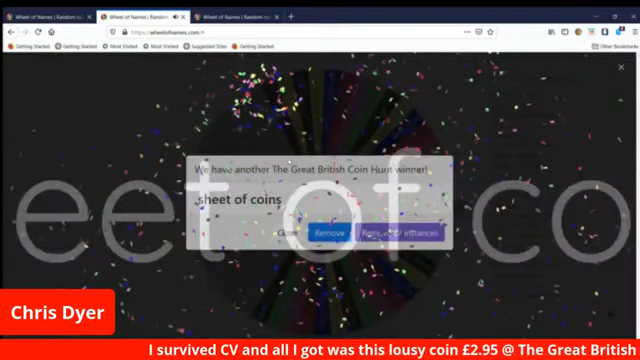 Wheel of Names | Random na
Wheel of Names | Random
Wheel of Names | Random na
https://wheelofnames.com/#
Getting Started
Getting Started
Most Visited
Most Visited
Suggested Sites
Getting Started
Other Bookmarks
We have another The Great British Coin Hunt winner!
sheet of coins
Close
Remove
eet of co
Chris Dyer
I survived CV and all I got was this lousy coin £2.95 @ The Great British